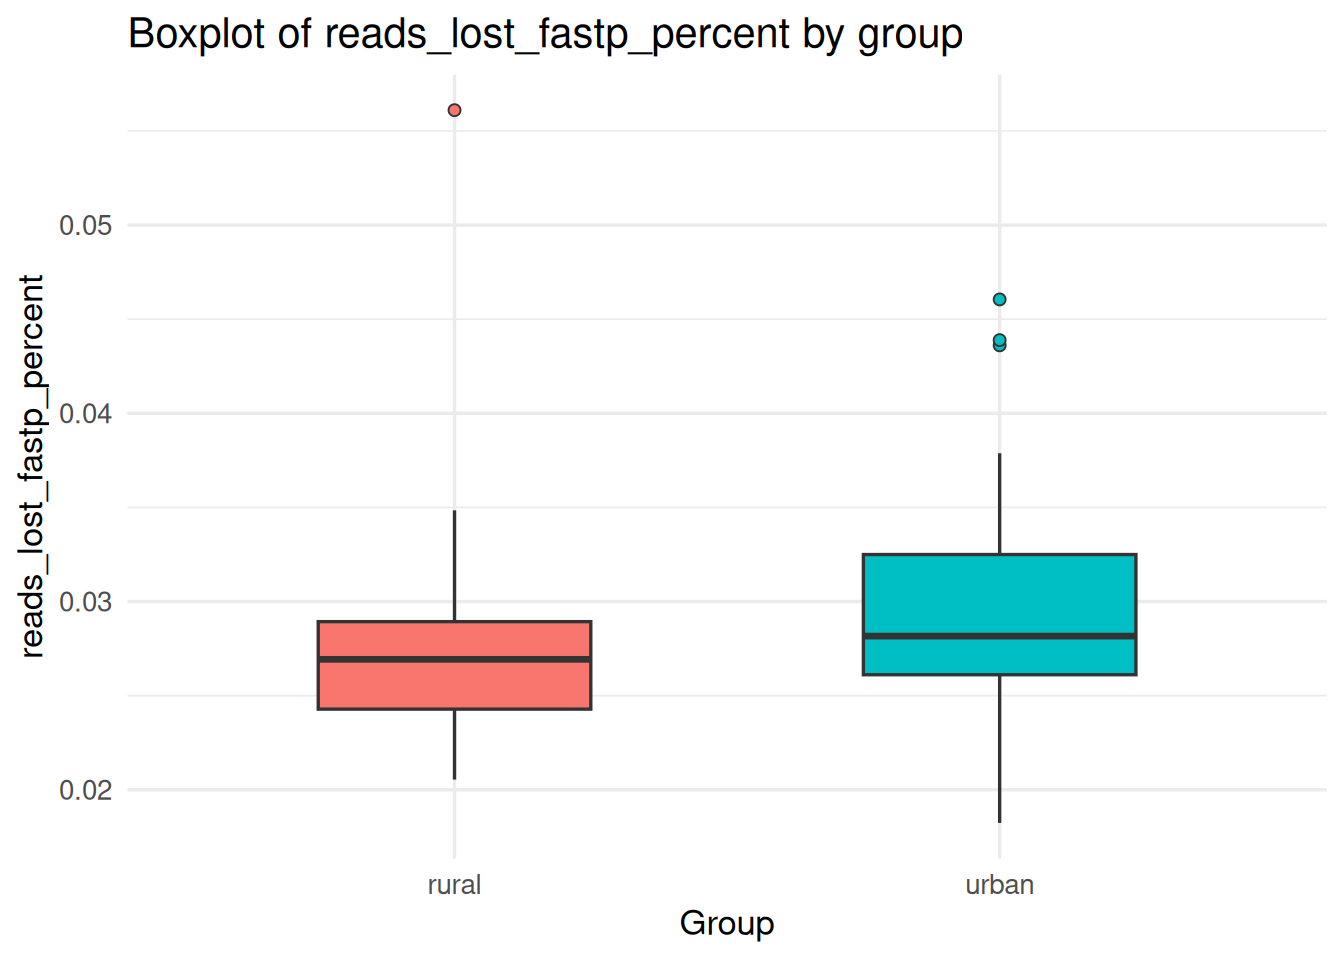 Boxplot of reads_lost_fastp_percent by group
reads_lost_fastp_percent
0.05
0.04
0.03
0.02
rural
urban
Group